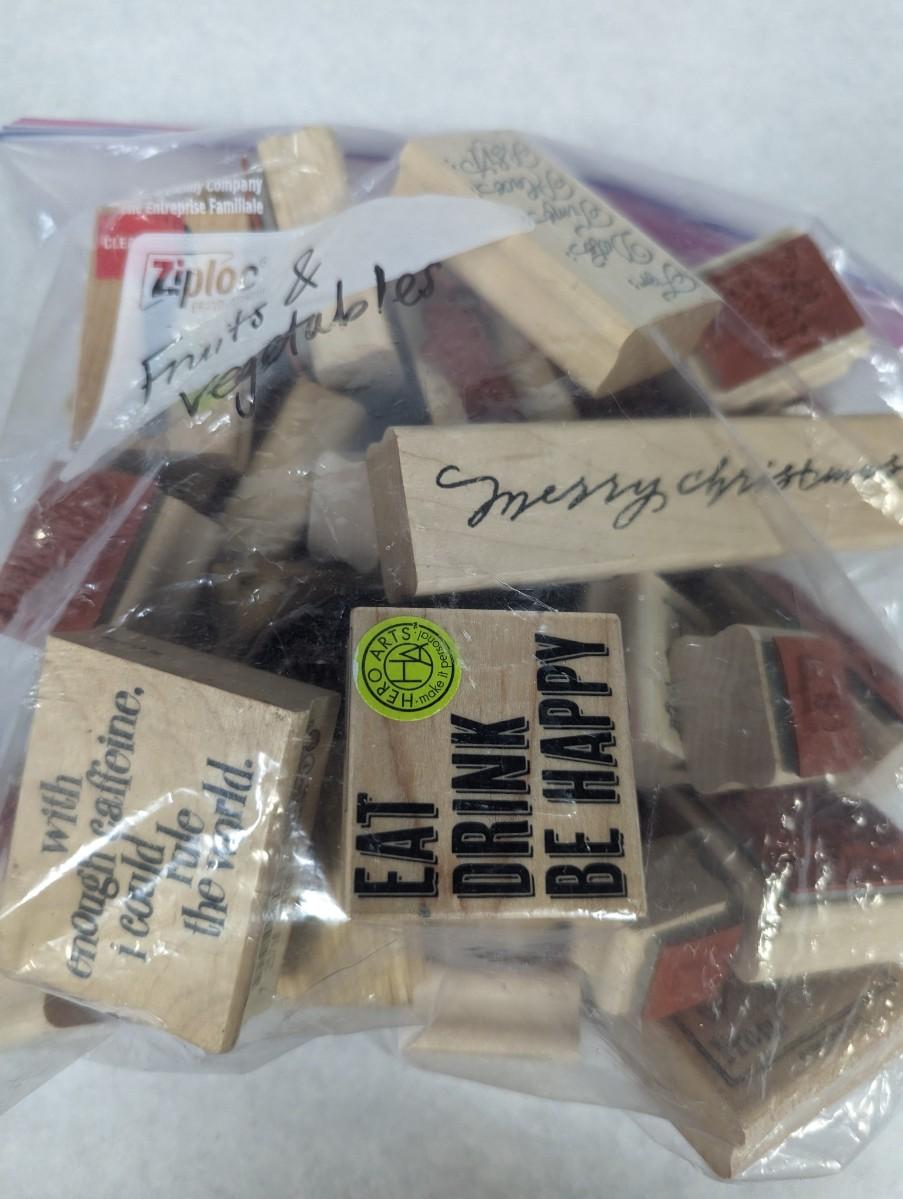 Company
Entreprise Familiale
Ziploc
Fruits &
vegetables
merry christmas
HERO ARTS · make it personal ·
HA
EAT
DRINK
BE HAPPY
with
enough caffeine,
i could
rule
the world.